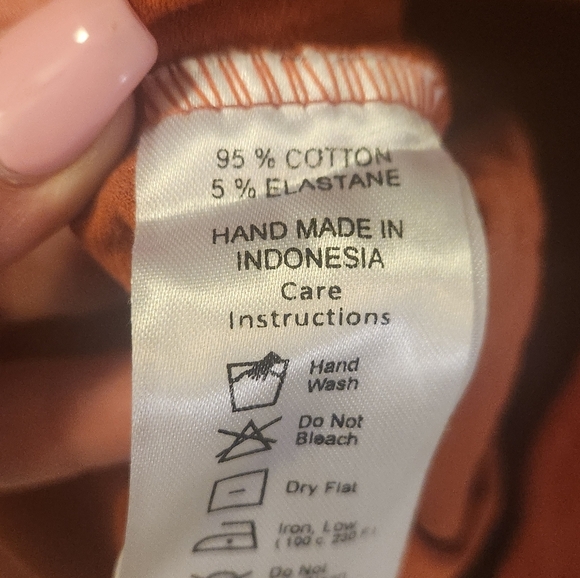 95 % COTTON
5 % ELASTANE
HAND MADE IN
INDONESIA
Care
Instructions
Hand
Wash
Do Not
Bleach
Dry Flat
Iron, Low
Do Not